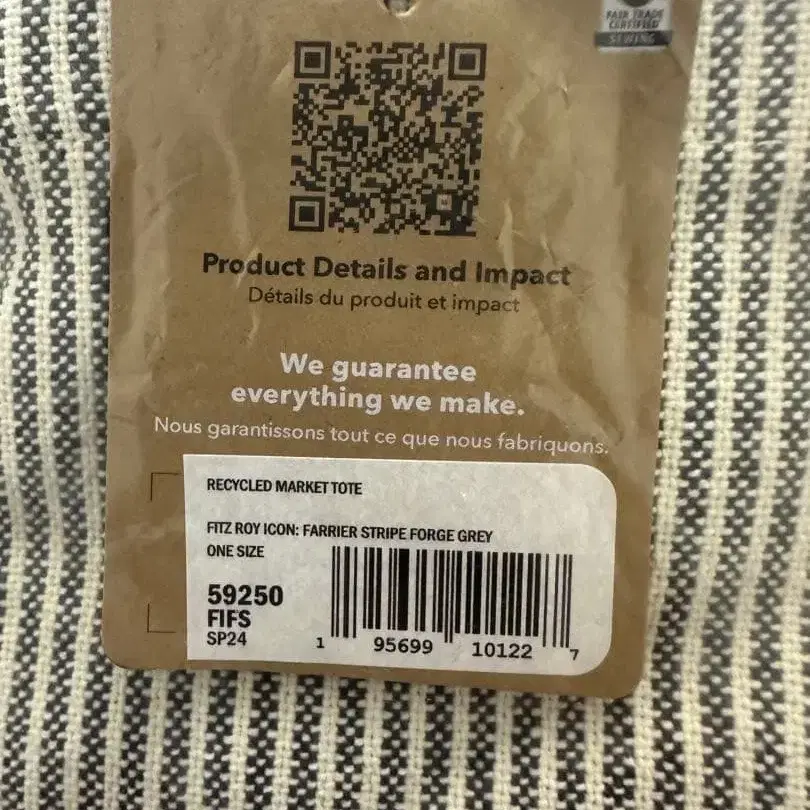 FAIR TRADE
CERTIFIED
SEWING
Product Details and Impact
Détails du produit et impact
We guarantee
everything we make.
Nous garantissons tout ce que nous fabriquons.
RECYCLED MARKET TOTE
FITZ ROY ICON: FARRIER STRIPE FORGE GREY
ONE SIZE
59250
FIFS
SP24
1 95699 10122 7